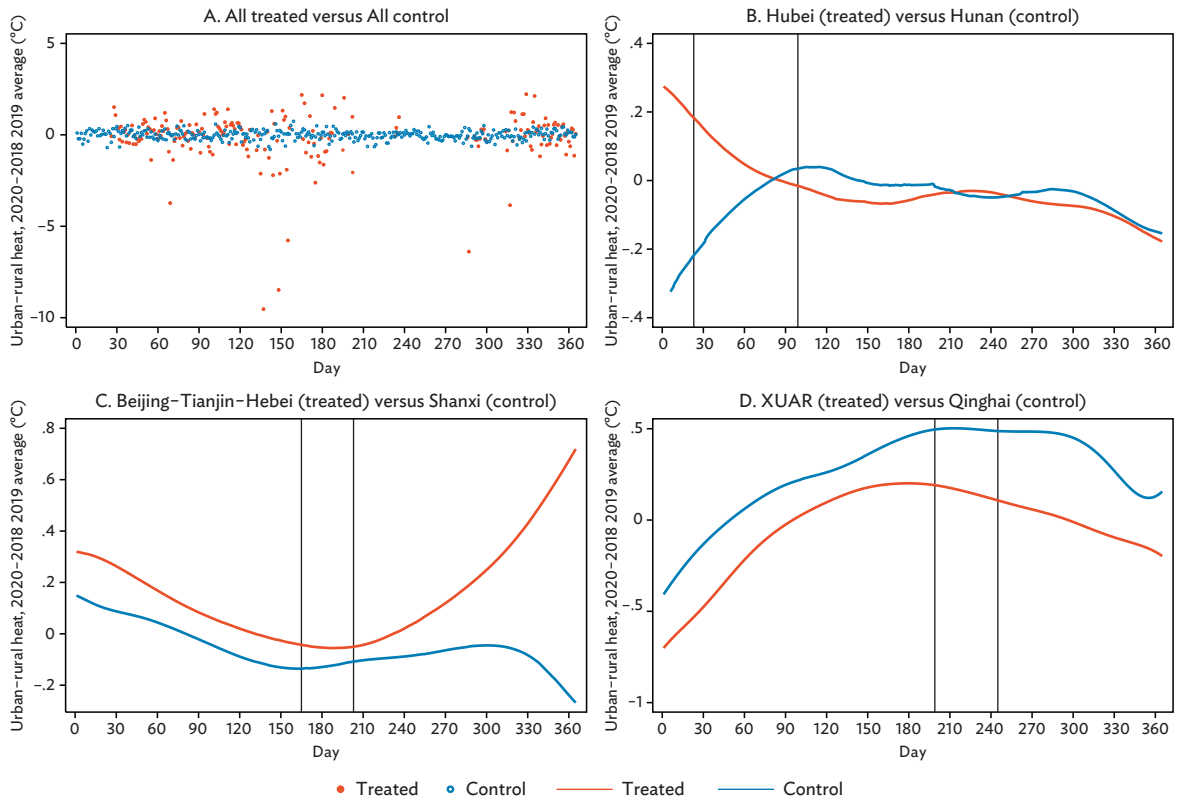 A. All treated versus All control
Urban–rural heat, 2020–2018 2019 average (°C)
5
0
–5
–10
0 30 60 90 120 150 180 210 240 270 300 330 360
Day
B. Hubei (treated) versus Hunan (control)
Urban–rural heat, 2020–2018 2019 average (°C)
.4
.2
0
–.2
–.4
0 30 60 90 120 150 180 210 240 270 300 330 360
Day
C. Beijing–Tianjin–Hebei (treated) versus Shanxi (control)
Urban–rural heat, 2020–2018 2019 average (°C)
.8
.6
.4
.2
0
–.2
0 30 60 90 120 150 180 210 240 270 300 330 360
Day
D. XUAR (treated) versus Qinghai (control)
Urban–rural heat, 2020–2018 2019 average (°C)
.5
0
–.5
–1
0 30 60 90 120 150 180 210 240 270 300 330 360
Day
Treated Control Treated Control